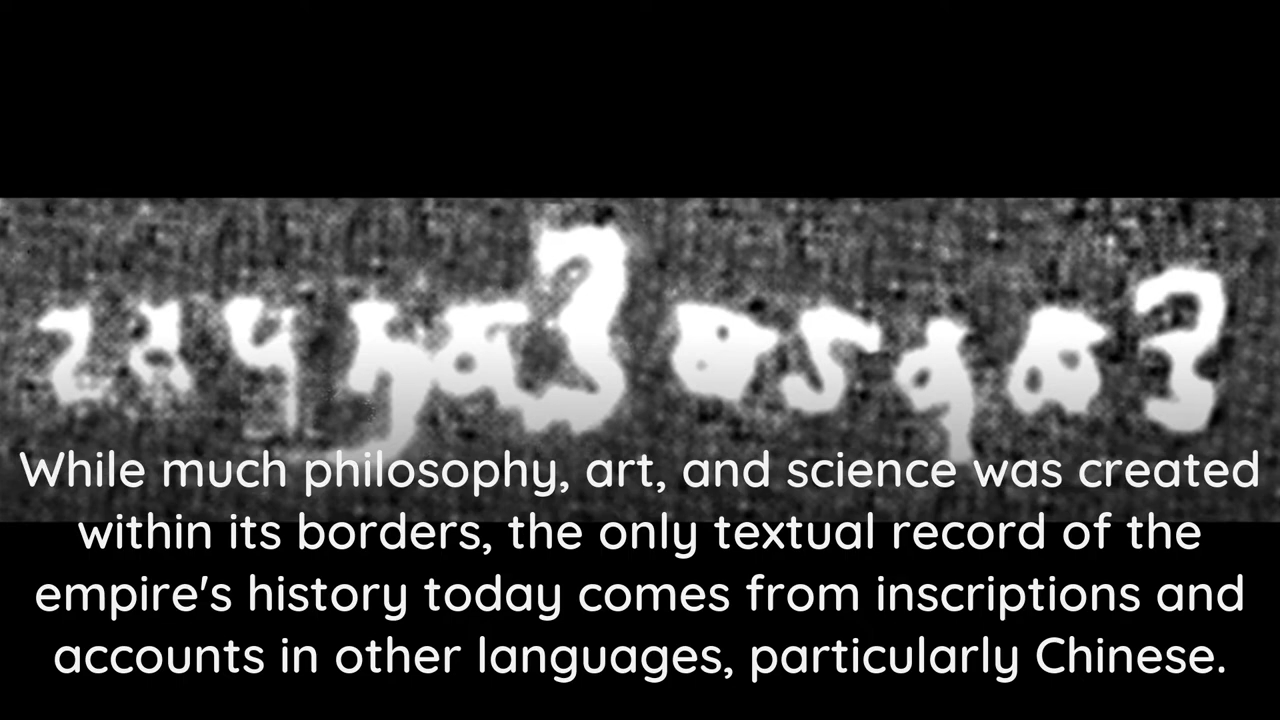 While much philosophy, art, and science was created
within its borders, the only textual record of the
empire's history today comes from inscriptions and
accounts in other languages, particularly Chinese.